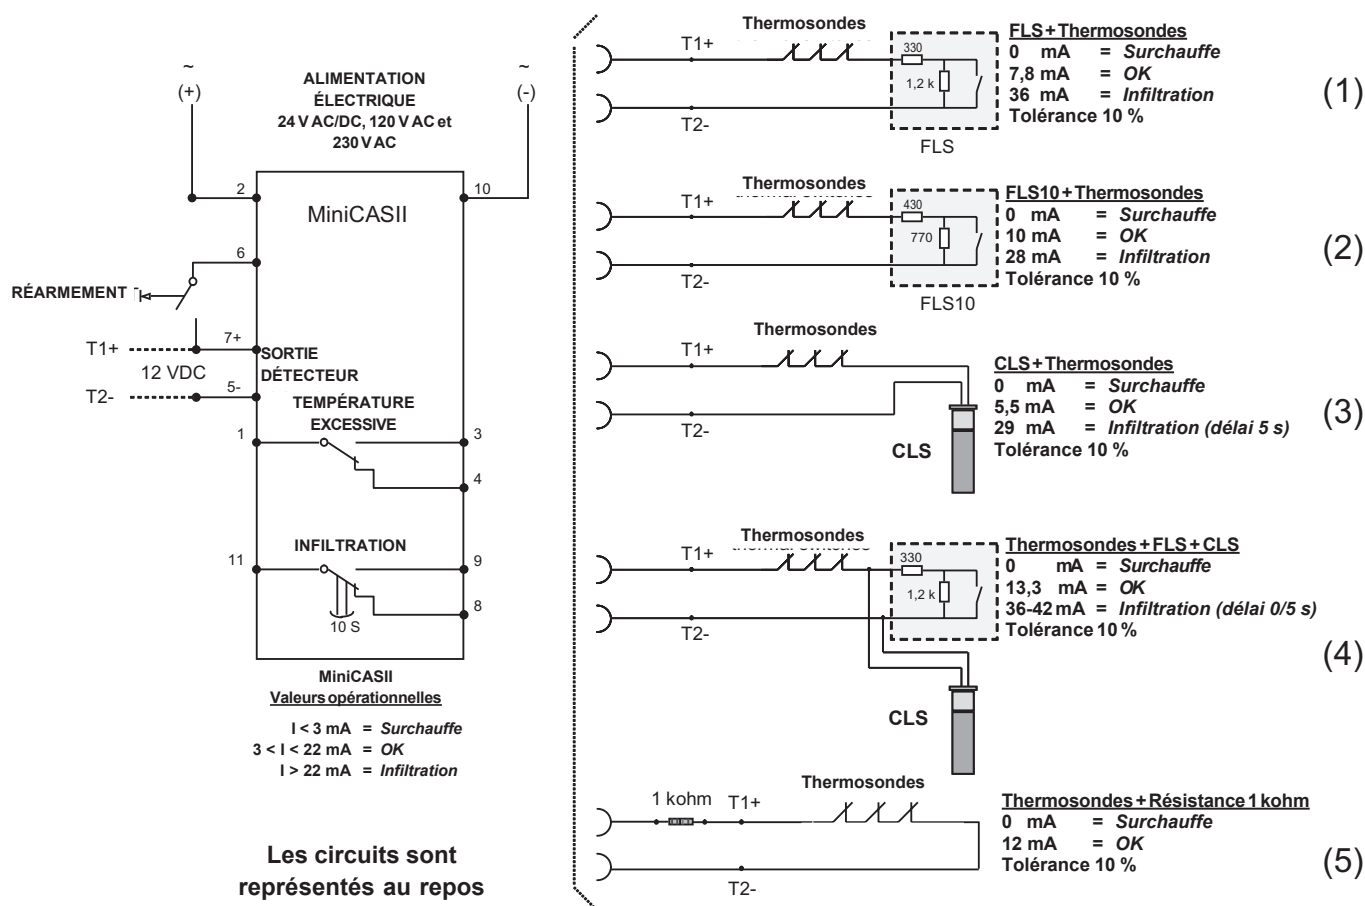 ~
(+)
ALIMENTATION
ÉLECTRIQUE
24 V AC/DC, 120 V AC et
230 V AC
~
(-)
2
10
MiniCASII
6
RÉARMEMENT
T1+
7+
12 VDC
SORTIE
DÉTECTEUR
T2-
5-
TEMPÉRATURE
EXCESSIVE
1
3
4
INFILTRATION
11
9
8
10 S
MiniCASII
Valeurs opérationnelles
I < 3 mA = Surchauffe
3 < I < 22 mA = OK
I > 22 mA = Infiltration
Les circuits sont
représentés au repos
Thermosondes
T1+
T2-
330
1,2 k
FLS
FLS + Thermosondes
0 mA = Surchauffe
7,8 mA = OK
36 mA = Infiltration
Tolérance 10 %
(1)
Thermosondes
T1+
T2-
430
770
FLS10
FLS10 + Thermosondes
0 mA = Surchauffe
10 mA = OK
28 mA = Infiltration
Tolérance 10 %
(2)
Thermosondes
T1+
T2-
CLS
CLS + Thermosondes
0 mA = Surchauffe
5,5 mA = OK
29 mA = Infiltration (délai 5 s)
Tolérance 10 %
(3)
Thermosondes
T1+
T2-
330
1,2 k
CLS
Thermosondes + FLS + CLS
0 mA = Surchauffe
13,3 mA = OK
36-42 mA = Infiltration (délai 0/5 s)
Tolérance 10 %
(4)
Thermosondes
1 kohm
T1+
T2-
Thermosondes + Résistance 1 kohm
0 mA = Surchauffe
12 mA = OK
Tolérance 10 %
(5)